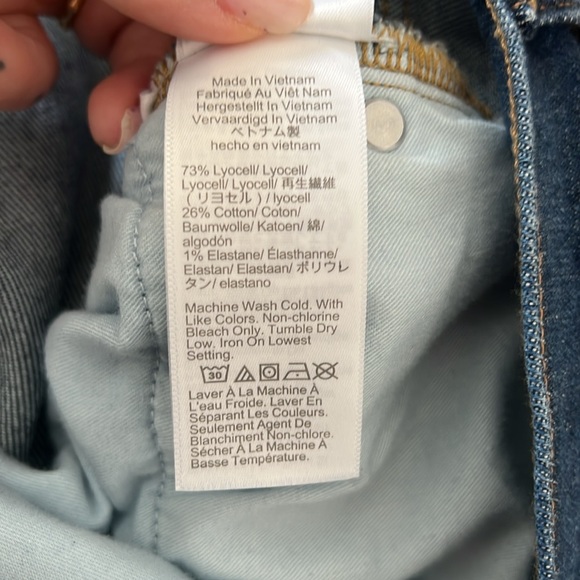 Made In Vietnam
Fabriqué Au Viêt Nam
Hergestellt In Vietnam
Vervaardigd In Vietnam
ベトナム製
hecho en vietnam
73% Lyocell/ Lyocell/
Lyocell/ Lyocell/ 再生繊維
(リヨセル)/ lyocell
26% Cotton/ Coton/
Baumwolle/ Katoen/ 綿/
algodón
1% Elastane/ Élasthanne/
Elastan/ Elastaan/ ポリウレ
タン/ elastano
Machine Wash Cold. With
Like Colors. Non-chlorine
Bleach Only. Tumble Dry
Low. Iron On Lowest
Setting.
30
Laver À La Machine À
L'eau Froide. Laver En
Séparant Les Couleurs.
Seulement Agent De
Blanchiment Non-chlore.
Sécher À La Machine À
Basse Température.